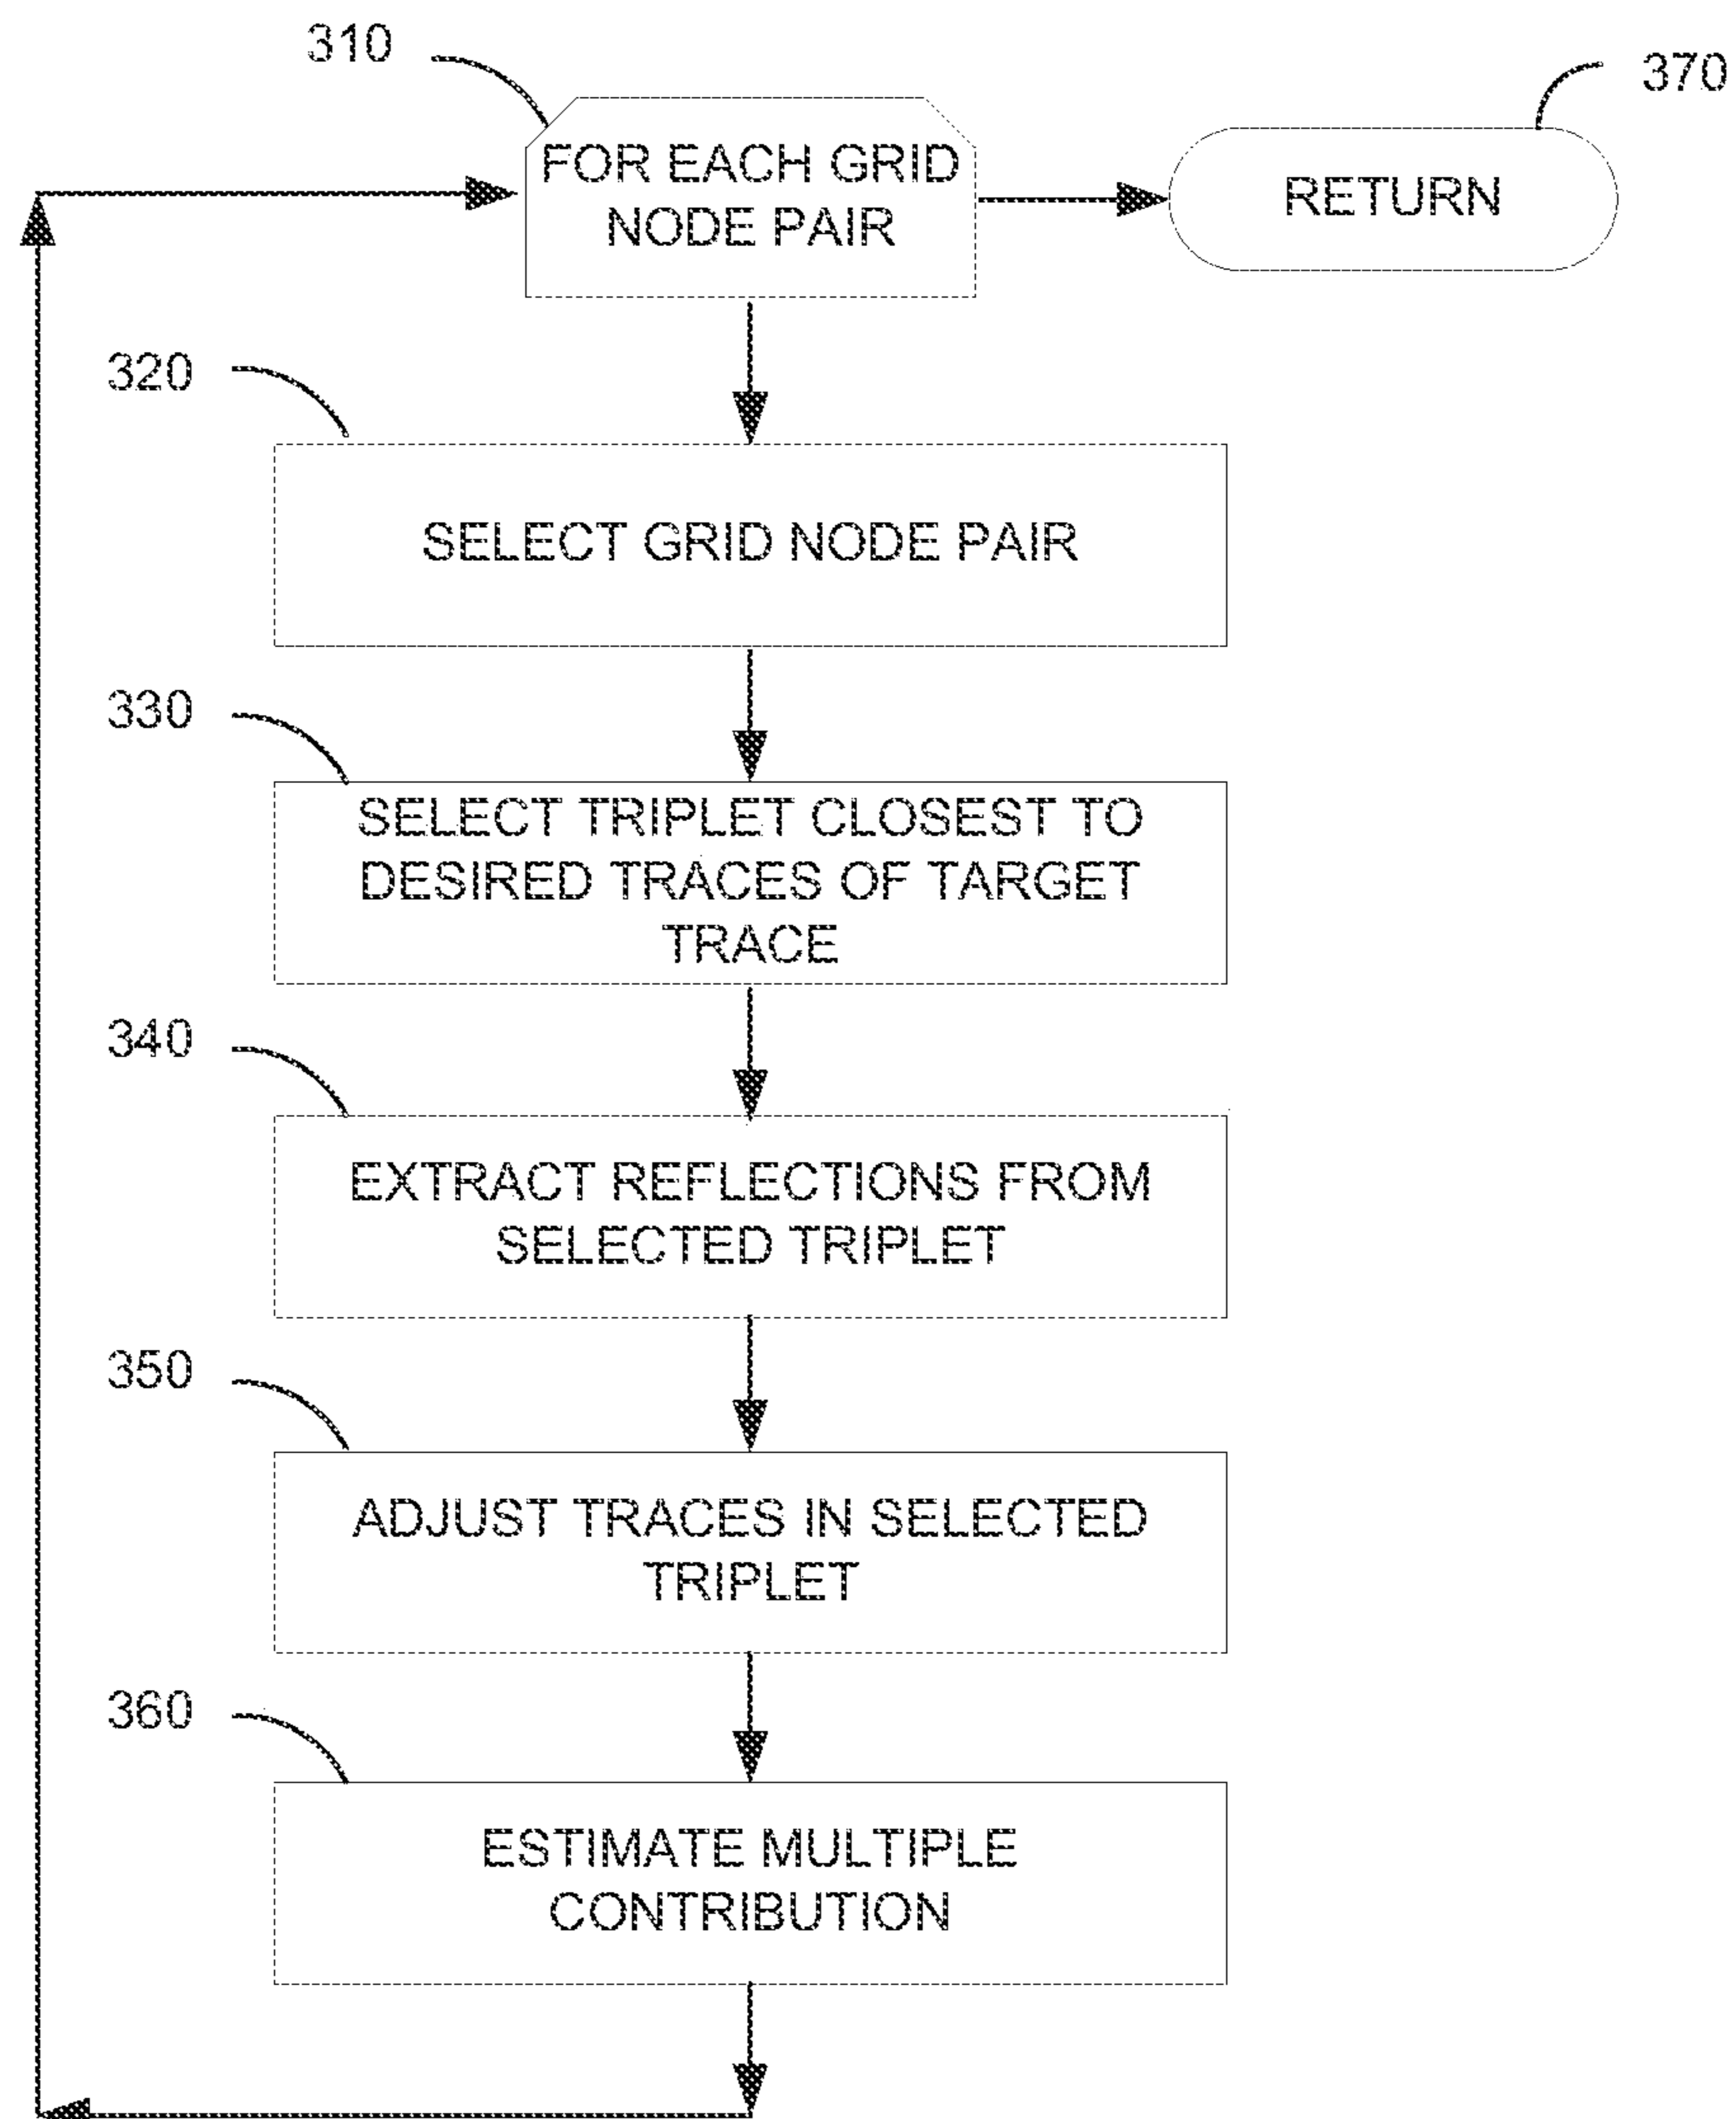 310
370
FOR EACH GRID
NODE PAIR
RETURN
320
SELECT GRID NODE PAIR
330
SELECT TRIPLET CLOSEST TO
DESIRED TRACES OF TARGET
TRACE
340
EXTRACT REFLECTIONS FROM
SELECTED TRIPLET
350
ADJUST TRACES IN SELECTED
TRIPLET
360
ESTIMATE MULTIPLE
CONTRIBUTION